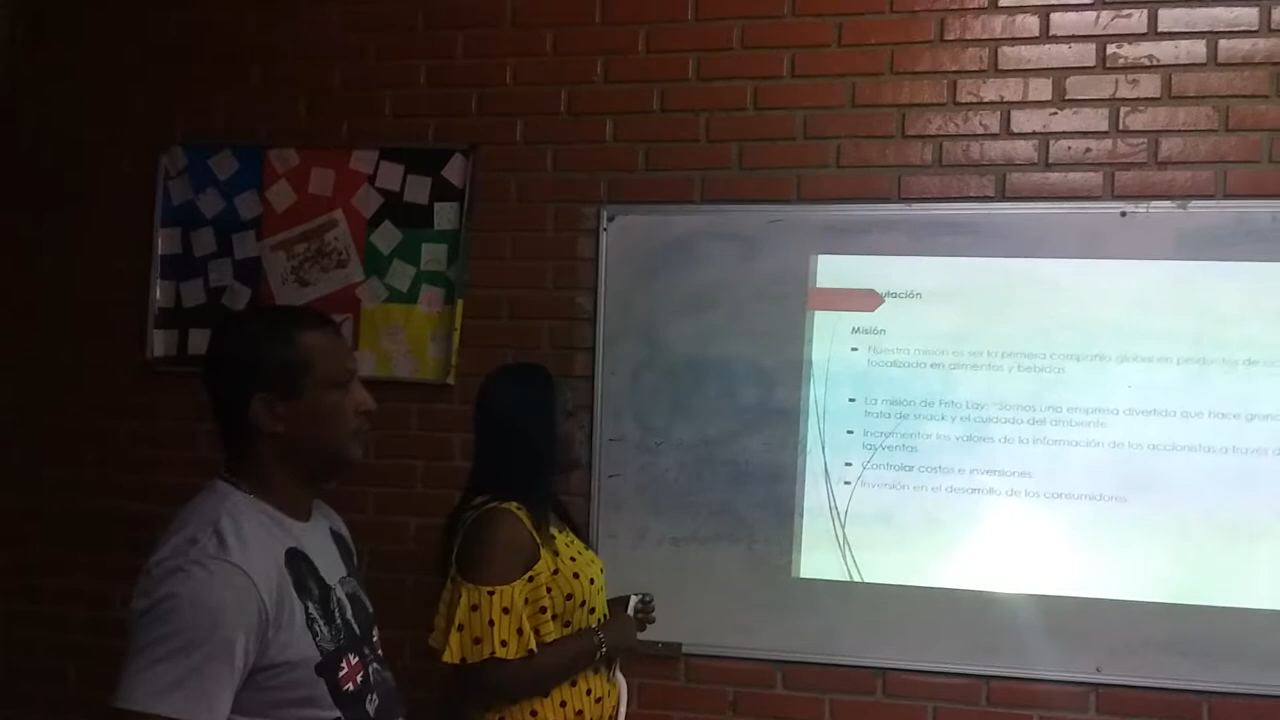 utación
Misión
Nuestra misión es ser la primera compañía global en productos de
focalizada en alimentos y bebidas.
La misión de Frito Lay: "Somos una empresa divertida que hace
trata de snack y el cuidado del ambiente
Incrementar los valores de la información de los accionistas a través
las ventas.
Controlar costos e inversiones.
Inversión en el desarrollo de los consumidores